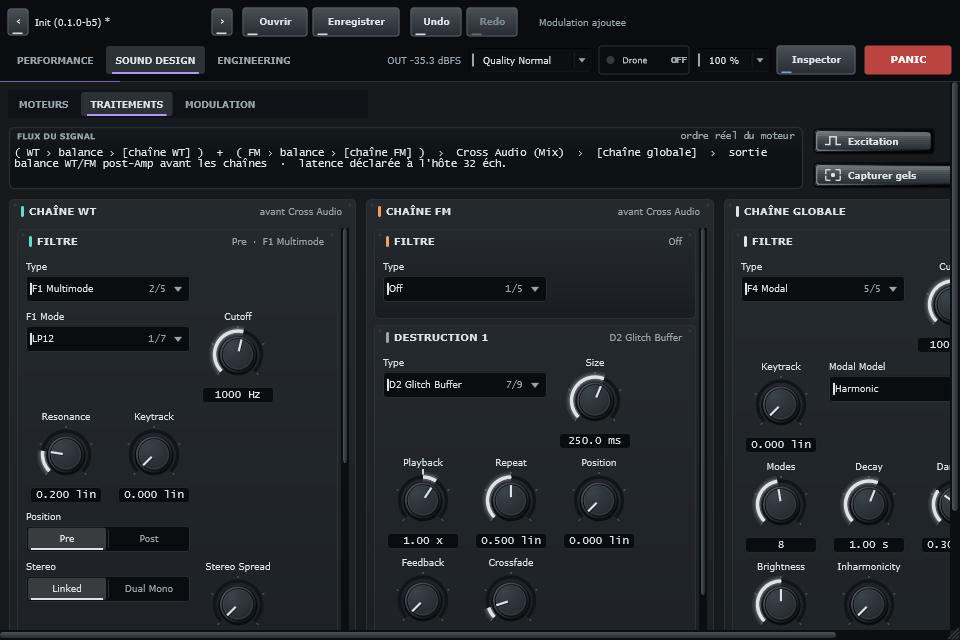 Init (0.1.0-b5) *
Ouvrir
Enregistrer
Undo
Redo
Modulation ajoutee
PERFORMANCE
SOUND DESIGN
ENGINEERING
OUT -35.3 dBFS
Quality Normal
Drone
OFF
100 %
Inspector
PANIC
MOTEURS
TRAITEMENTS
MODULATION
FLUX DU SIGNAL
ordre réel du moteur
( WT › balance › [chaîne WT] ) + ( FM › balance › [chaîne FM] ) › Cross Audio (Mix) › [chaîne globale] › sortie
balance WT/FM post-Amp avant les chaînes · latence déclarée à l'hôte 32 éch.
Excitation
Capturer gels
CHAÎNE WT
avant Cross Audio
FILTRE
Pre · F1 Multimode
Type
F1 Multimode 2/5
F1 Mode
LP12 1/7
Cutoff
1000 Hz
Resonance
Keytrack
0.200 lin
0.000 lin
Position
Pre
Post
Stereo
Linked
Dual Mono
Stereo Spread
CHAÎNE FM
avant Cross Audio
FILTRE
Off
Type
Off 1/5
DESTRUCTION 1
D2 Glitch Buffer
Type
D2 Glitch Buffer 7/9
Size
250.0 ms
Playback
Repeat
Position
1.00 x
0.500 lin
0.000 lin
Feedback
Crossfade
CHAÎNE GLOBALE
FILTRE
Type
F4 Modal 5/5
Cu
100
Keytrack
0.000 lin
Modal Model
Harmonic
Modes
Decay
Da
8
1.00 s
0.30
Brightness
Inharmonicity